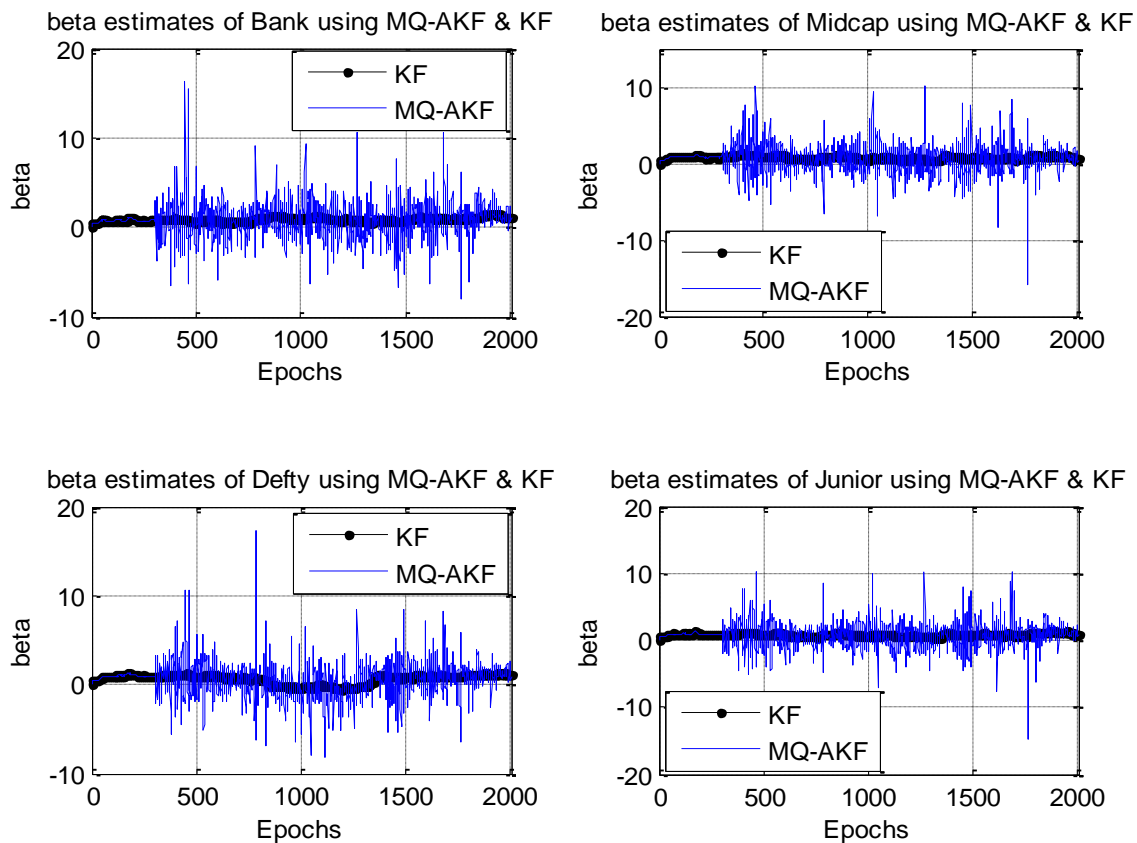 beta estimates of Bank using MQ-AKF & KF
20
10
0
-10
beta
KF
MQ-AKF
0 500 1000 1500 2000
Epochs
beta estimates of Midcap using MQ-AKF & KF
10
0
-10
-20
beta
KF
MQ-AKF
0 500 1000 1500 2000
Epochs
beta estimates of Defty using MQ-AKF & KF
20
10
0
-10
beta
KF
MQ-AKF
0 500 1000 1500 2000
Epochs
beta estimates of Junior using MQ-AKF & KF
20
10
0
-10
-20
beta
KF
MQ-AKF
0 500 1000 1500 2000
Epochs